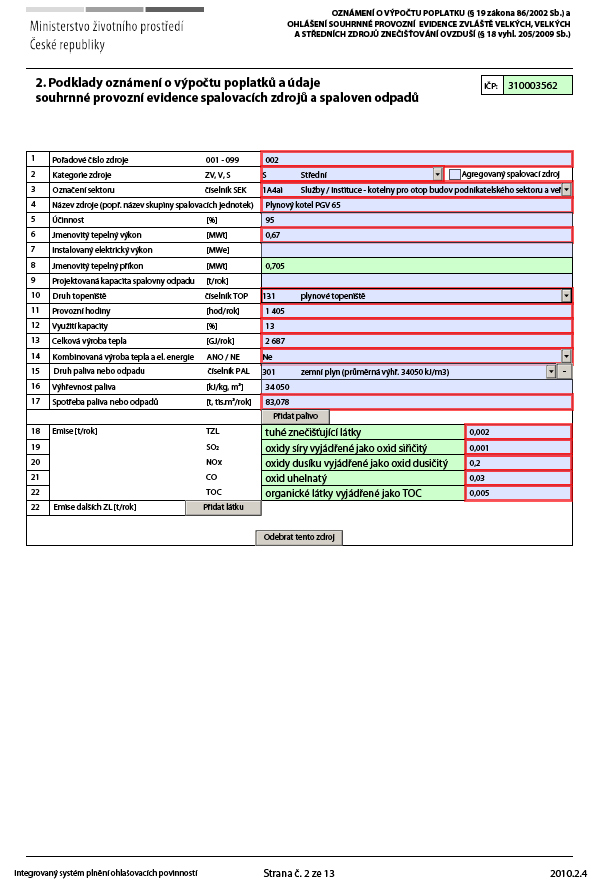 Ministerstvo životního prostředí
České republiky
OZNÁMENÍ O VÝPOČTU POPLATKU (§ 19 zákona 86/2002 Sb.) a
OHLÁŠENÍ SOUHRNNÉ PROVOZNÍ EVIDENCE ZVLÁŠTĚ VELKÝCH, VELKÝCH
A STŘEDNÍCH ZDROJŮ ZNEČIŠŤOVÁNÍ OVZDUŠÍ (§ 18 vyhl. 205/2009 Sb.)
2. Podklady oznámení o výpočtu poplatků a údaje
souhrnné provozní evidence spalovacích zdrojů a spaloven odpadů
IČP: 310003562
1 Pořadové číslo zdroje 001 - 099 002
2 Kategorie zdroje ZV, V, S S Střední Agregovaný spalovací zdroj
3 Označení sektoru číselník SEK 1A4ai Služby / Instituce - kotelny pro otop budov podnikatelského sektoru a veř
4 Název zdroje (popř. název skupiny spalovacích jednotek) Plynový kotel PGV 65
5 Účinnost [%] 95
6 Jmenovitý tepelný výkon [MWt] 0,67
7 Instalovaný elektrický výkon [MWe]
8 Jmenovitý tepelný příkon [MWt] 0,705
9 Projektovaná kapacita spalovny odpadu [t/rok]
10 Druh topeniště číselník TOP 131 plynové topeniště
11 Provozní hodiny [hod/rok] 1 405
12 Využití kapacity [%] 13
13 Celková výroba tepla [GJ/rok] 2 687
14 Kombinovaná výroba tepla a el. energie ANO / NE Ne
15 Druh paliva nebo odpadu číselník PAL 301 zemní plyn (průměrná výhř. 34050 kJ/m3) -
16 Výhřevnost paliva [kJ/kg, m³] 34 050
17 Spotřeba paliva nebo odpadů [t, tis.m³/rok] 83,078
Přidat palivo
18 Emise [t/rok] TZL tuhé znečišťující látky 0,002
19 SO₂ oxidy síry vyjádřené jako oxid siřičitý 0,001
20 NOx oxidy dusíku vyjádřené jako oxid dusičitý 0,2
21 CO oxid uhelnatý 0,03
22 TOC organické látky vyjádřené jako TOC 0,005
22 Emise dalších ZL [t/rok] Přidat látku
Odebrat tento zdroj
Integrovaný systém plnění ohlašovacích povinností Strana č. 2 ze 13 2010.2.4